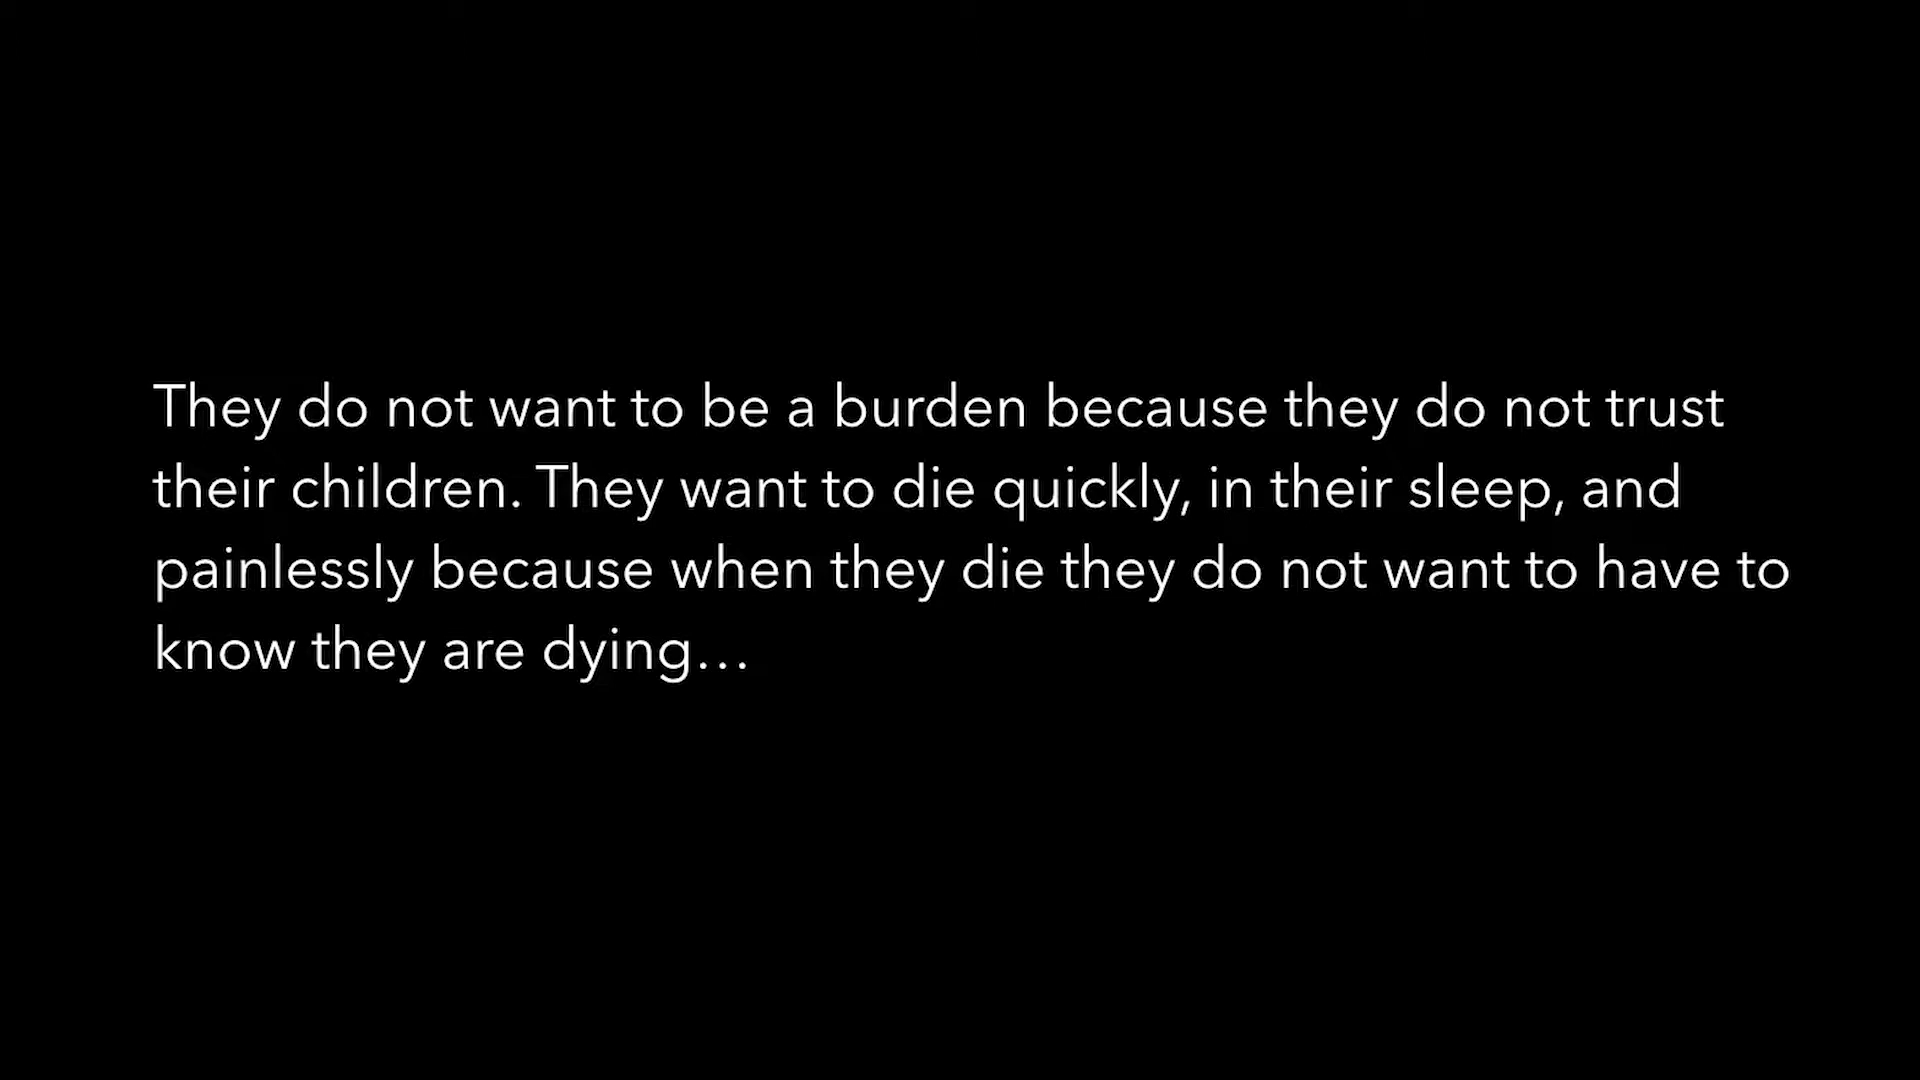 They do not want to be a burden because they do not trust
their children. They want to die quickly, in their sleep, and
painlessly because when they die they do not want to have to
know they are dying…